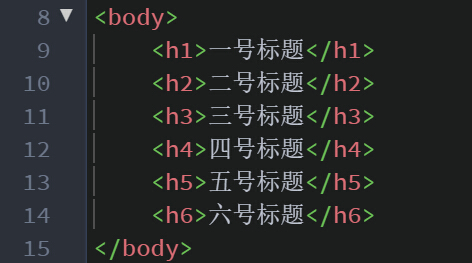 8 <body>
9 <h1>一号标题</h1>
10 <h2>二号标题</h2>
11 <h3>三号标题</h3>
12 <h4>四号标题</h4>
13 <h5>五号标题</h5>
14 <h6>六号标题</h6>
15 </body>